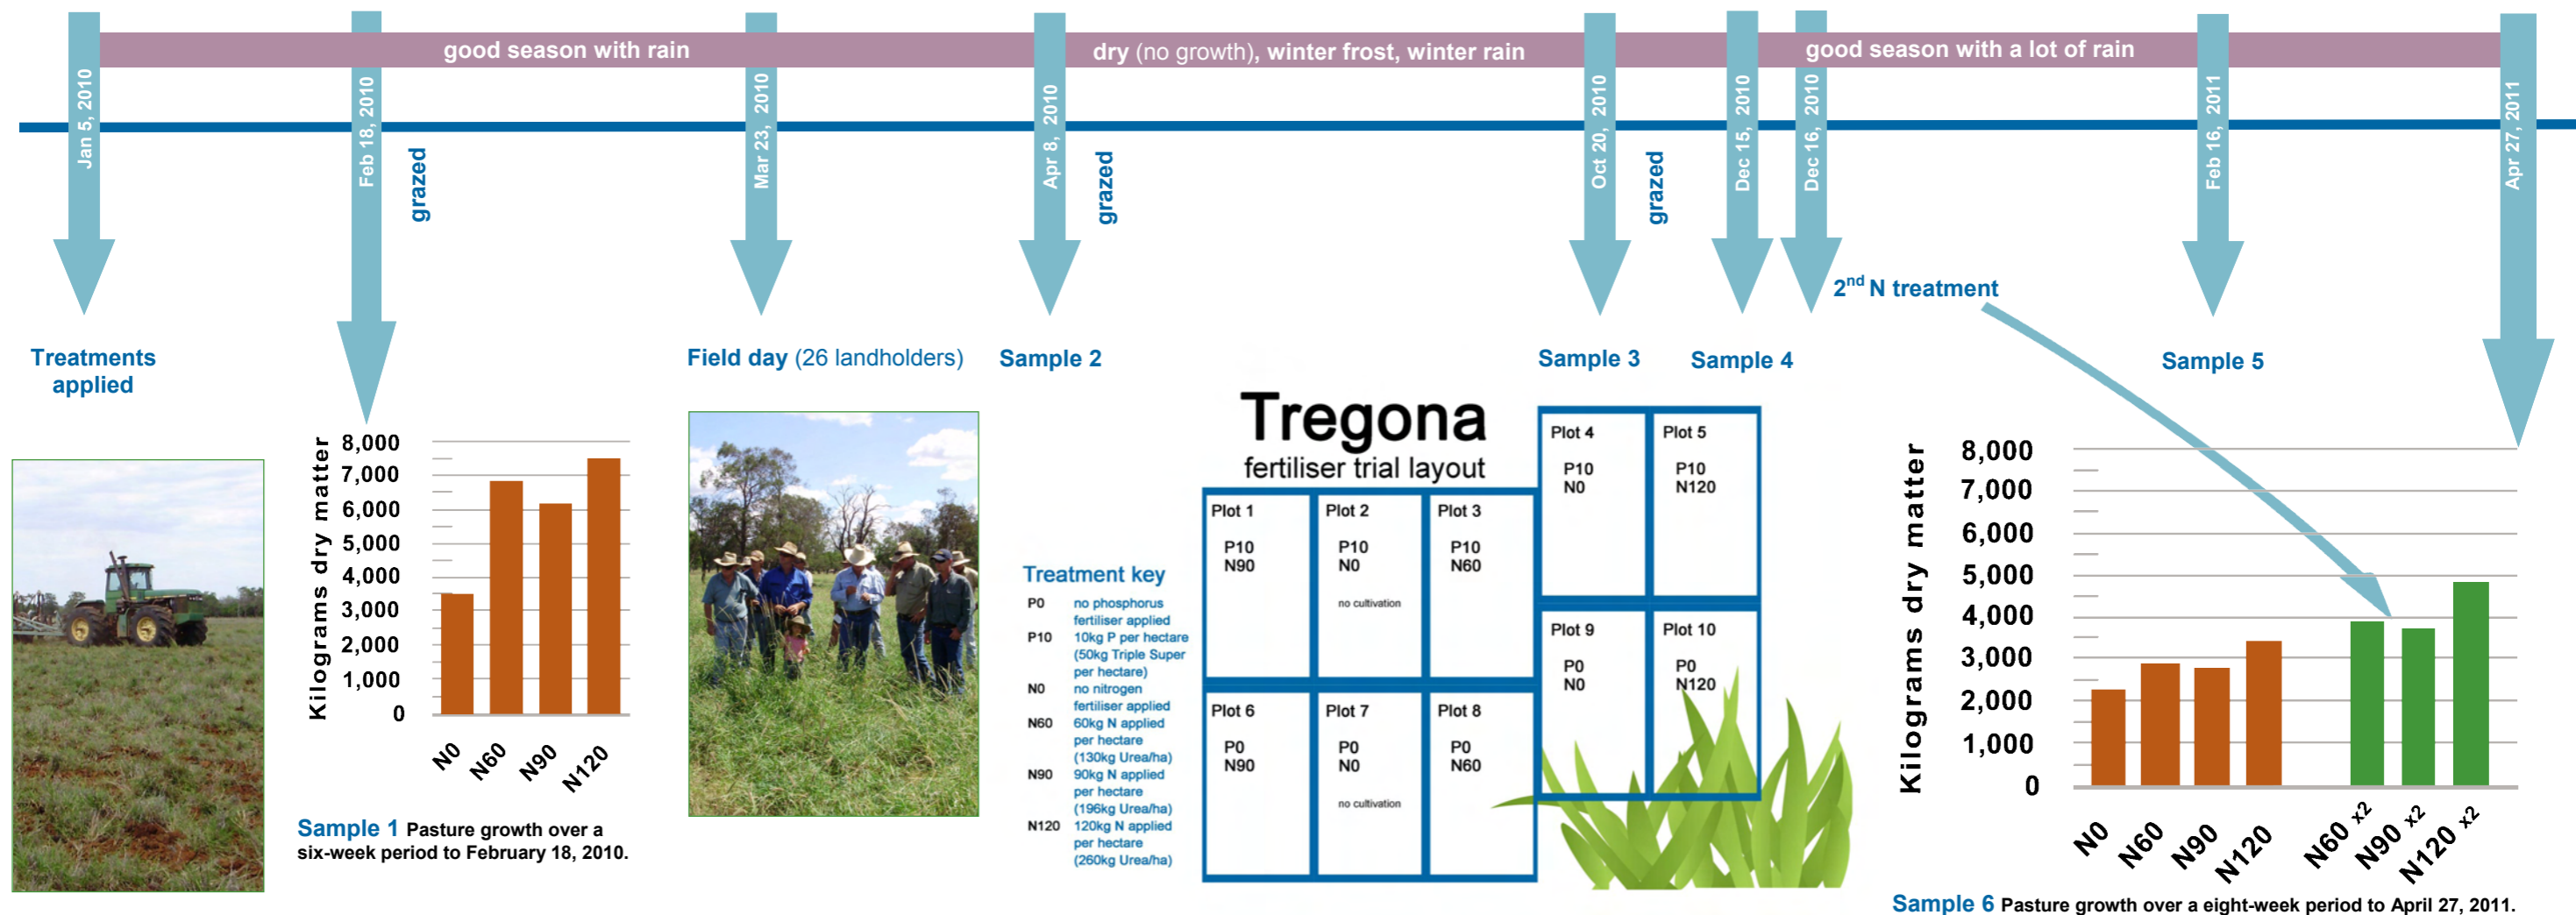 good season with rain
dry (no growth), winter frost, winter rain
good season with a lot of rain
Jan 5, 2010
Feb 18, 2010
grazed
Mar 23, 2010
Apr 8, 2010
grazed
Oct 20, 2010
grazed
Dec 15, 2010
Dec 16, 2010
Feb 16, 2011
Apr 27, 2011
2nd N treatment
Treatments
applied
Field day (26 landholders)
Sample 2
Sample 3
Sample 4
Sample 5
Kilograms dry matter
8,000
7,000
6,000
5,000
4,000
3,000
2,000
1,000
0
N0
N60
N90
N120
Sample 1 Pasture growth over a
six-week period to February 18, 2010.
Tregona
fertiliser trial layout
Treatment key
P0 no phosphorus
fertiliser applied
P10 10kg P per hectare
(50kg Triple Super
per hectare)
N0 no nitrogen
fertiliser applied
N60 60kg N applied
per hectare
(130kg Urea/ha)
N90 90kg N applied
per hectare
(196kg Urea/ha)
N120 120kg N applied
per hectare
(260kg Urea/ha)
Plot 1
P10
N90
Plot 2
P10
N0
no cultivation
Plot 3
P10
N60
Plot 4
P10
N0
Plot 5
P10
N120
Plot 6
P0
N90
Plot 7
P0
N0
no cultivation
Plot 8
P0
N60
Plot 9
P0
N0
Plot 10
P0
N120
Kilograms dry matter
8,000
7,000
6,000
5,000
4,000
3,000
2,000
1,000
0
N0
N60
N90
N120
N60 x2
N90 x2
N120 x2
Sample 6 Pasture growth over a eight-week period to April 27, 2011.